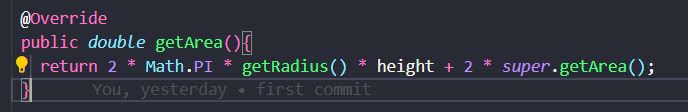 @Override
public double getArea(){
return 2 * Math.PI * getRadius() * height + 2 * super.getArea();
} You, yesterday • first commit